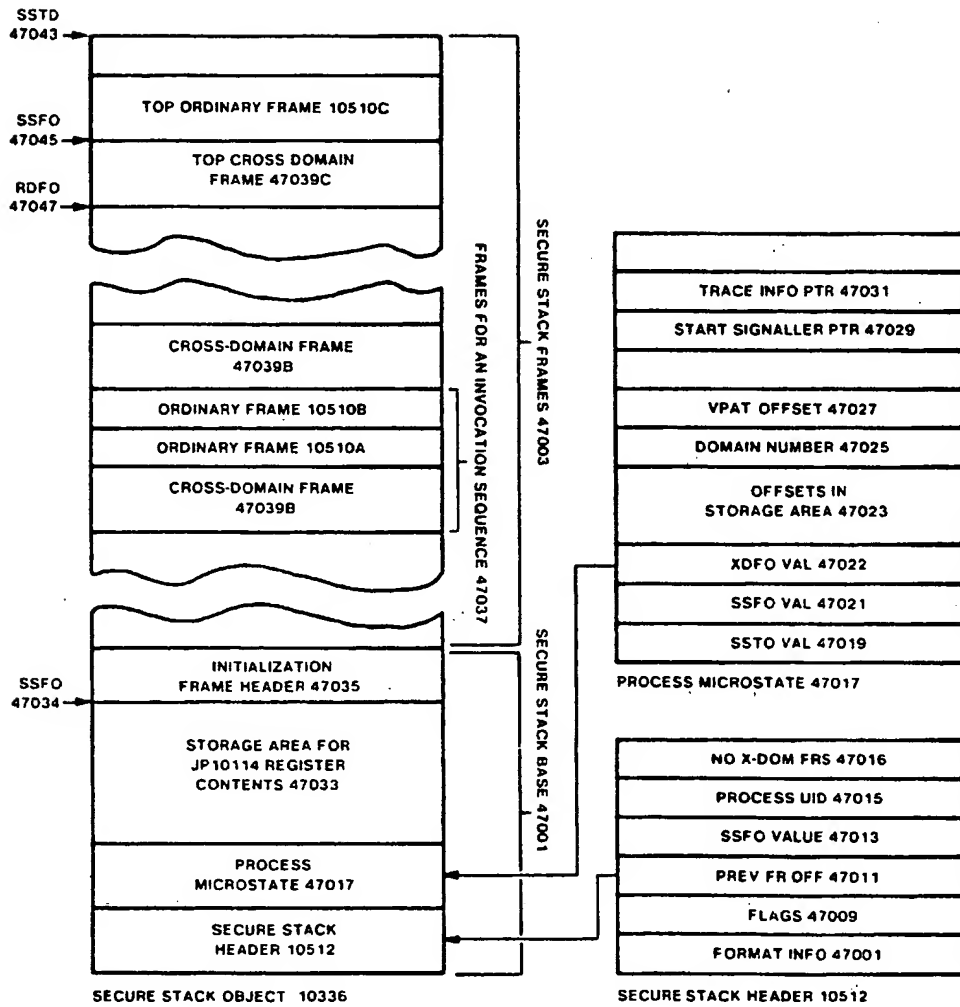 SSTD
47043
TOP ORDINARY FRAME 10510C
SSFO
47045
TOP CROSS DOMAIN
FRAME 47039C
RDFO
47047
CROSS-DOMAIN FRAME
47039B
ORDINARY FRAME 10510B
ORDINARY FRAME 10510A
CROSS-DOMAIN FRAME
47039B
INITIALIZATION
FRAME HEADER 47035
SSFO
47034
STORAGE AREA FOR
JP10114 REGISTER
CONTENTS 47033
PROCESS
MICROSTATE 47017
SECURE STACK
HEADER 10512
SECURE STACK OBJECT 10336
FRAMES FOR AN INVOCATION SEQUENCE 47037
SECURE STACK FRAMES 47003
SECURE STACK BASE 47001
TRACE INFO PTR 47031
START SIGNALLER PTR 47029
VPAT OFFSET 47027
DOMAIN NUMBER 47025
OFFSETS IN
STORAGE AREA 47023
XDFO VAL 47022
SSFO VAL 47021
SSTO VAL 47019
PROCESS MICROSTATE 47017
NO X-DOM FRS 47016
PROCESS UID 47015
SSFO VALUE 47013
PREV FR OFF 47011
FLAGS 47009
FORMAT INFO 47001
SECURE STACK HEADER 10512